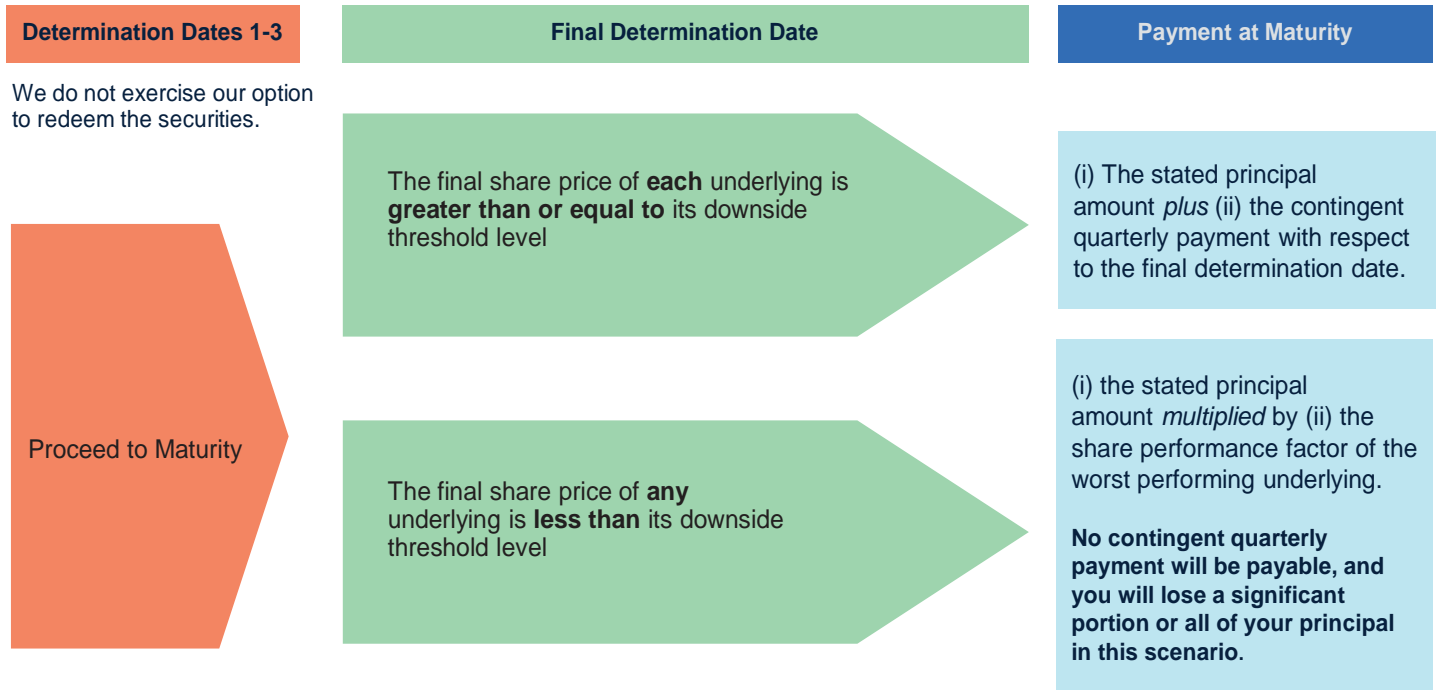 Determination Dates 1-3
Final Determination Date
Payment at Maturity
We do not exercise our option
to redeem the securities.
Proceed to Maturity
The final share price of each underlying is
greater than or equal to its downside
threshold level
(i) The stated principal
amount plus (ii) the contingent
quarterly payment with respect
to the final determination date.
The final share price of any
underlying is less than its downside
threshold level
(i) the stated principal
amount multiplied by (ii) the
share performance factor of the
worst performing underlying.
No contingent quarterly
payment will be payable, and
you will lose a significant
portion or all of your principal
in this scenario.